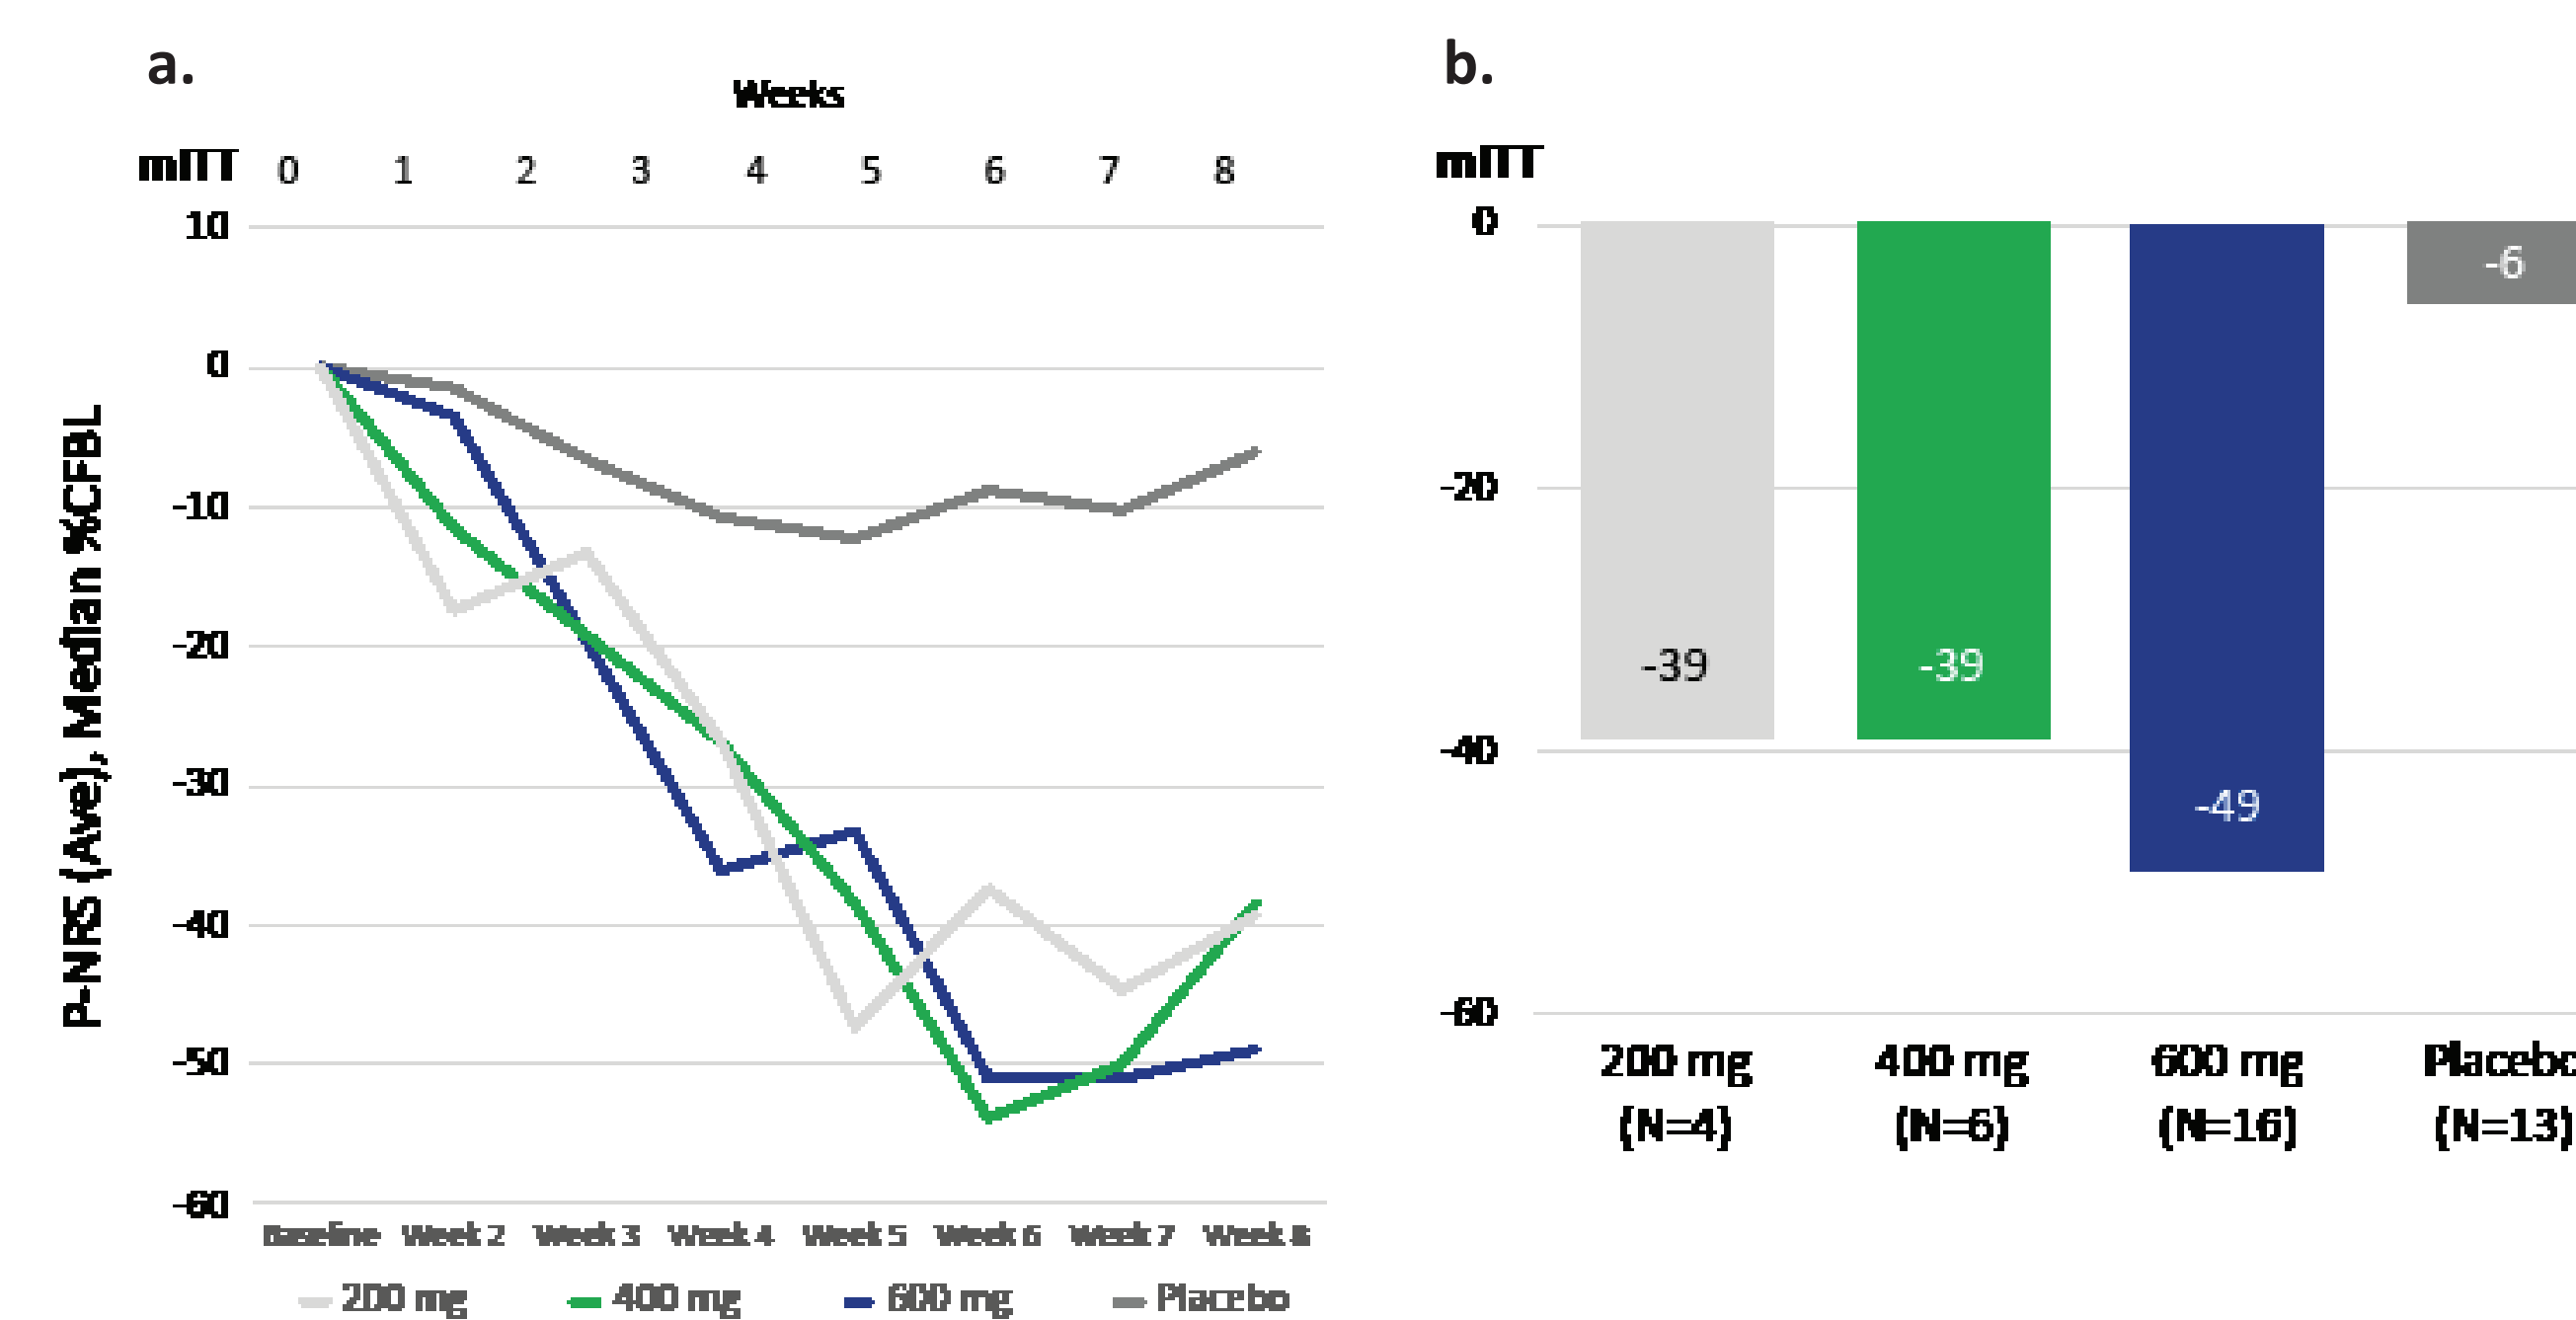 a.
Weeks
mITT 0 1 2 3 4 5 6 7 8
10
0
-10
-20
-30
-40
-50
-60
P-NRS (Ave), Median %CFBL
Baseline Week 2 Week 3 Week 4 Week 5 Week 6 Week 7 Week 8
200 mg 400 mg 600 mg Placebo
b.
mITT
0
-20
-40
-60
-39 -39 -49 -6
200 mg 400 mg 600 mg Placebo
(N=4) (N=6) (N=16) (N=13)